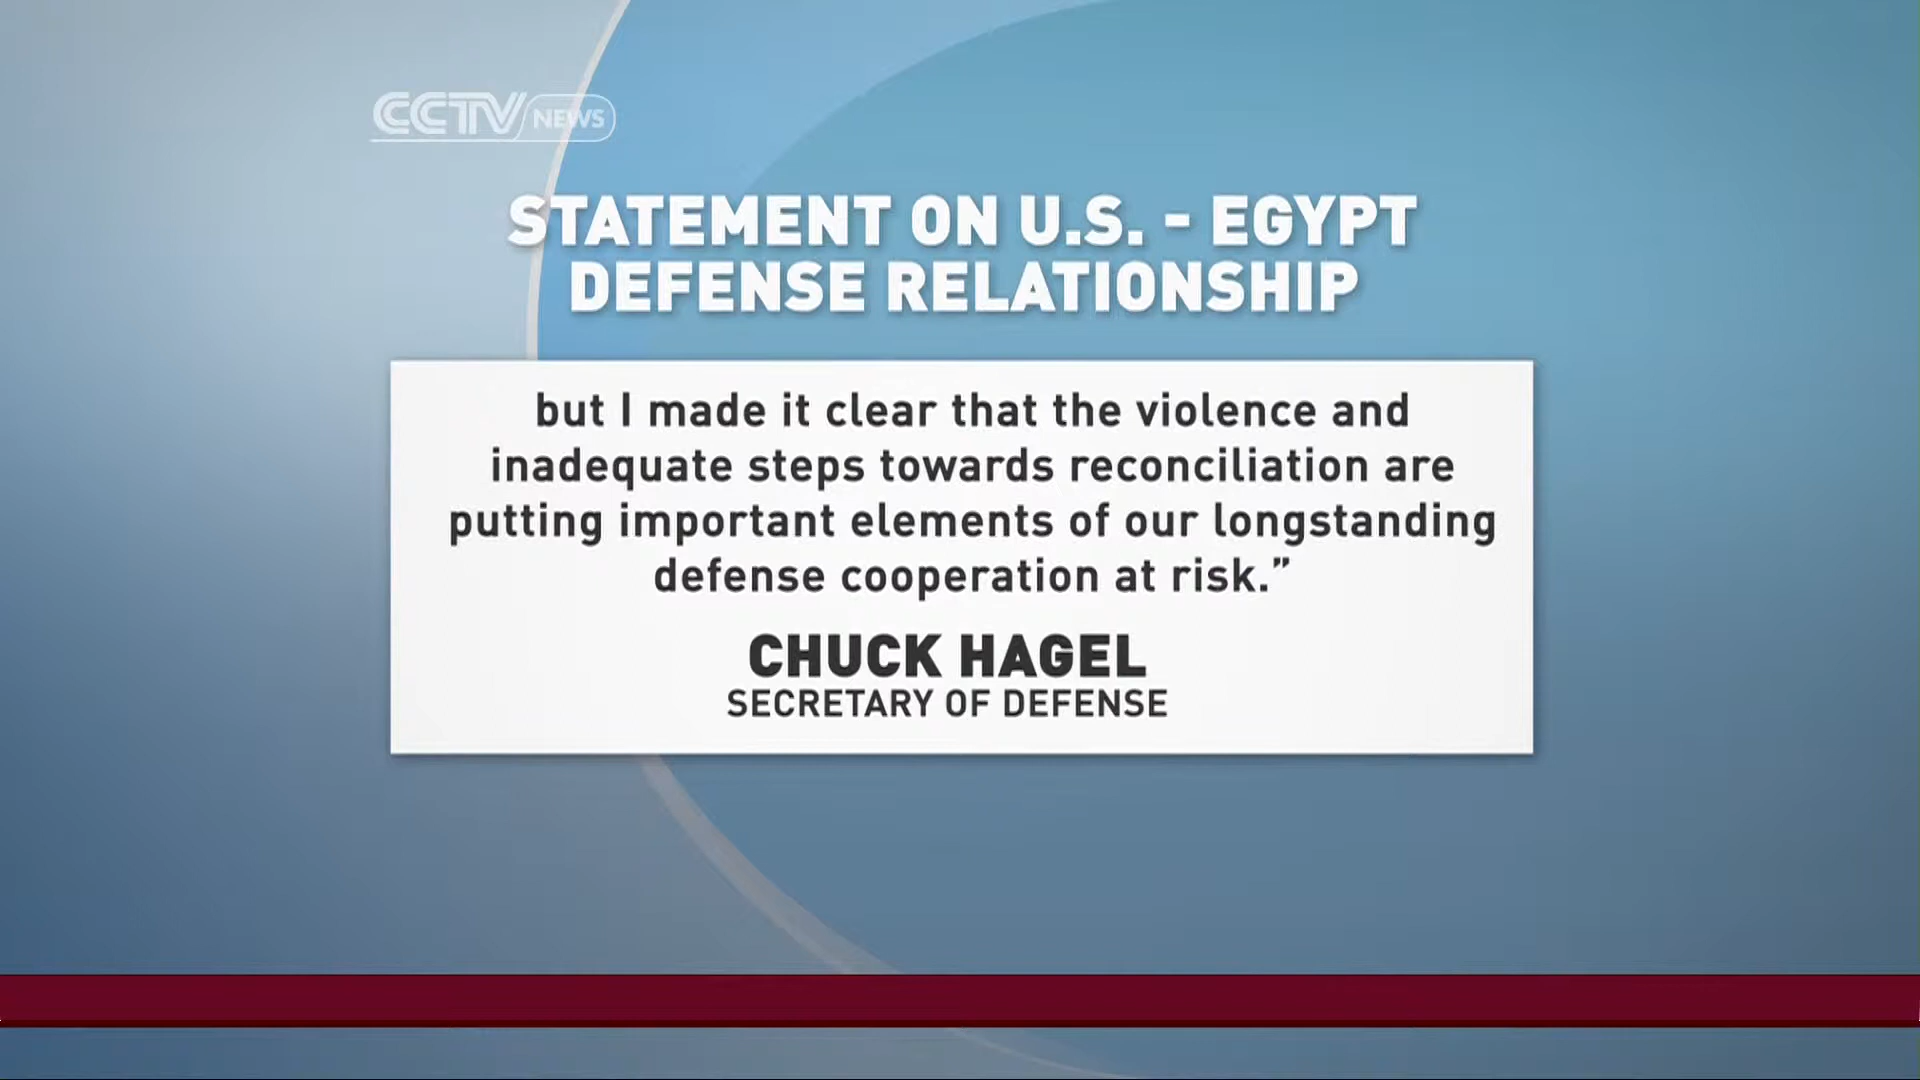 CCTV NEWS
STATEMENT ON U.S. - EGYPT
DEFENSE RELATIONSHIP
but I made it clear that the violence and
inadequate steps towards reconciliation are
putting important elements of our longstanding
defense cooperation at risk.”
CHUCK HAGEL
SECRETARY OF DEFENSE